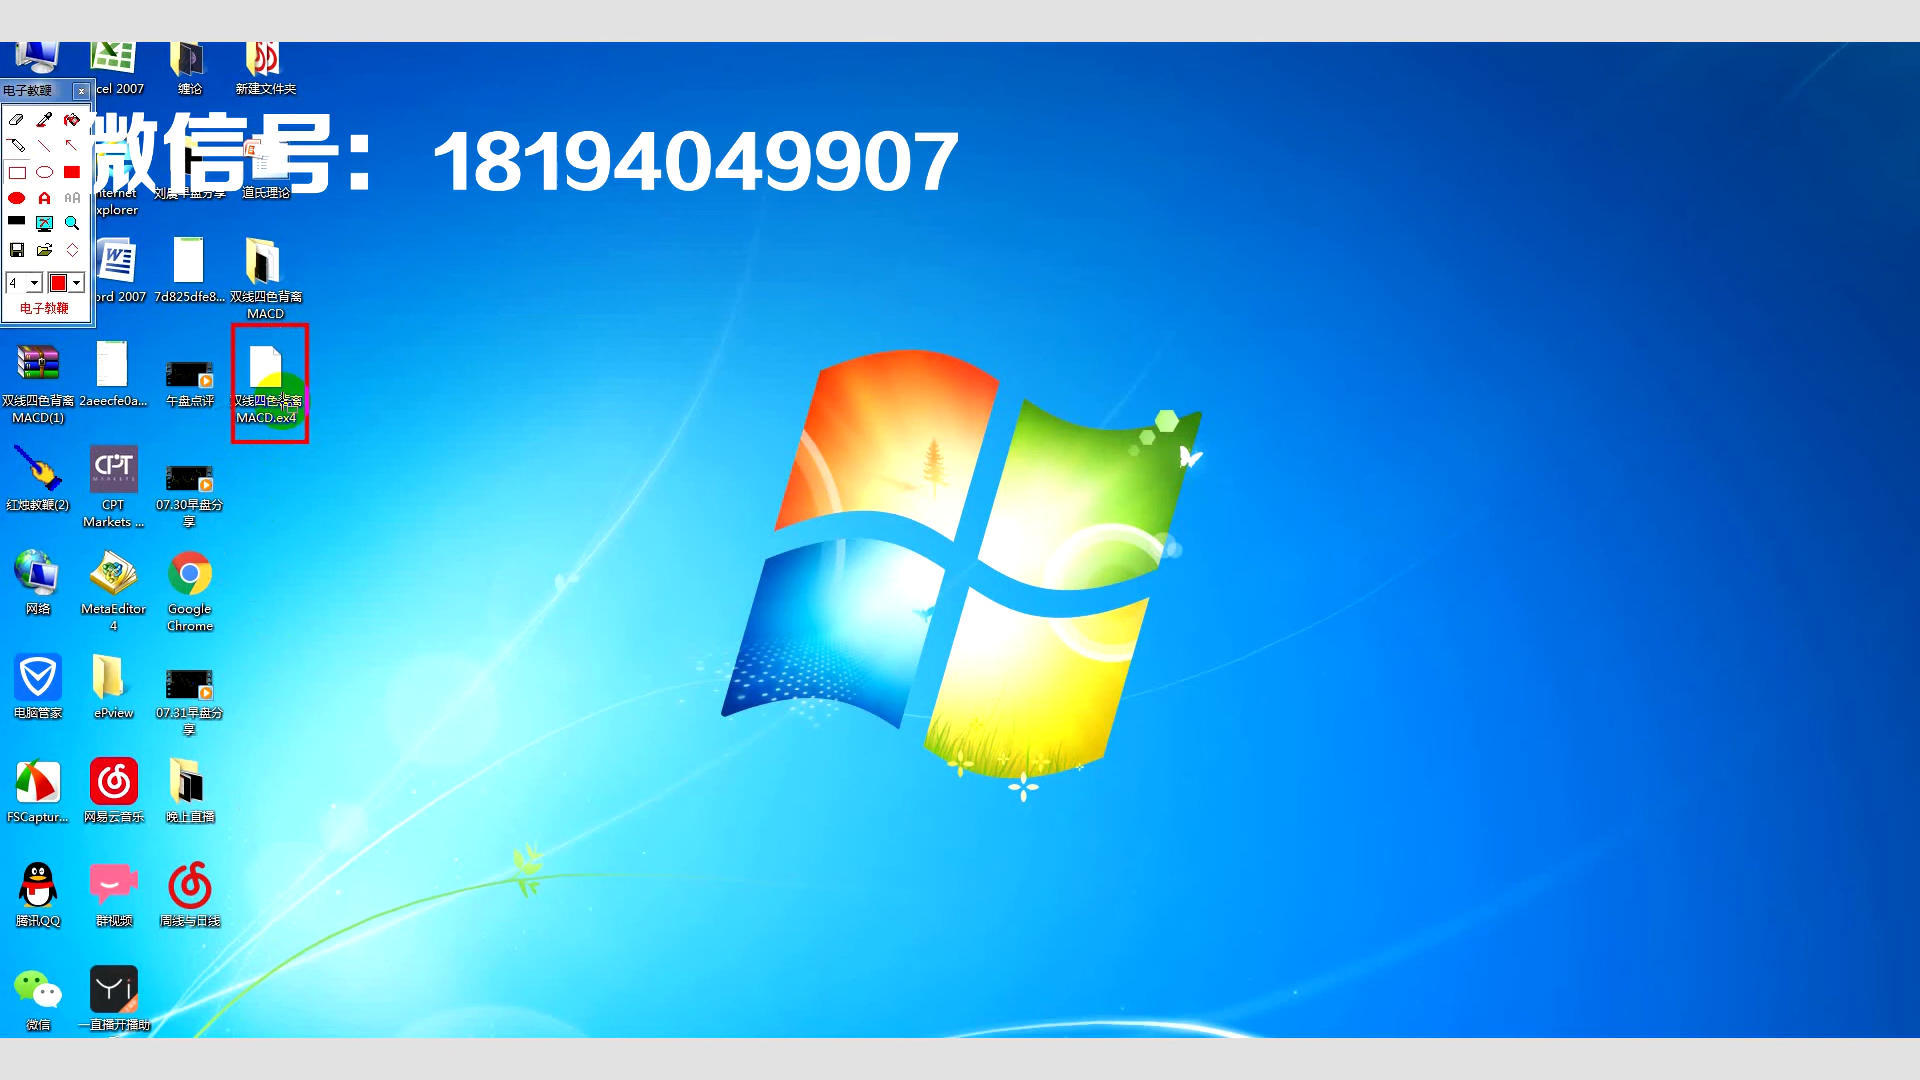 cel 2007
缠论
新建文件夹
电子教鞭
x
微信号：18194049907
nternet
xplorer
刘晨早盘分享
道氏理论
4
电子教鞭
ord 2007
7d825dfe8...
双线四色背离
MACD
双线四色背离
MACD(1)
2aeecfe0a...
午盘点评
双线四色背离
MACD.ex4
红烛教鞭(2)
CPT
MARKETS
CPT
Markets ...
07.30早盘分
享
网络
MetaEditor
4
Google
Chrome
电脑管家
ePview
07.31早盘分
享
FSCaptur...
网易云音乐
晚上直播
腾讯QQ
群视频
周线与日线
微信
一直播开播助